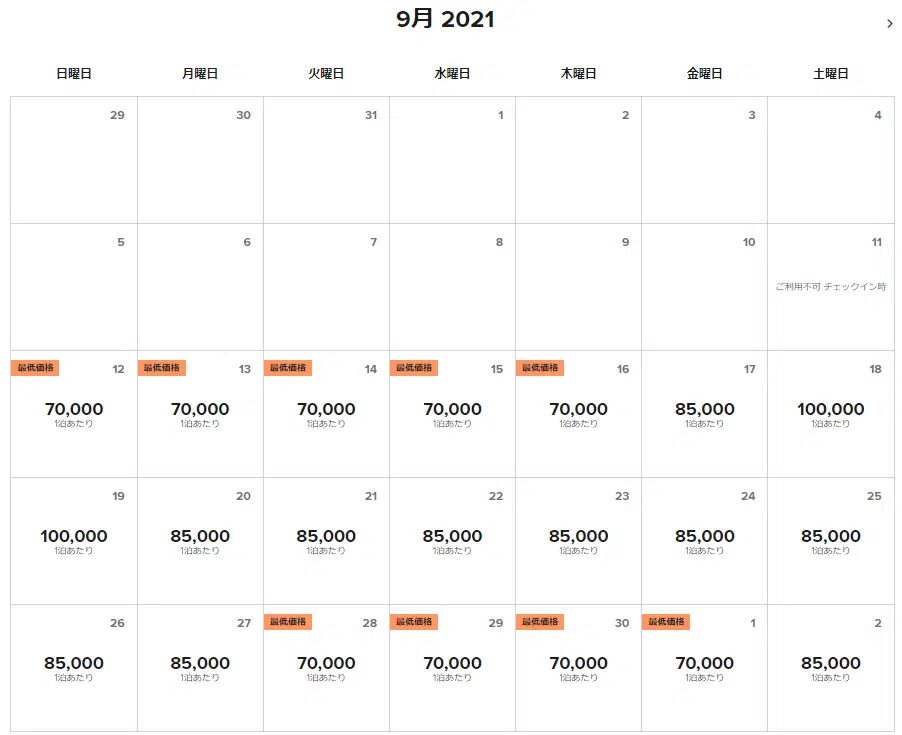 9月 2021
日曜日 月曜日 火曜日 水曜日 木曜日 金曜日 土曜日
29 30 31 1 2 3 4
5 6 7 8 9 10 11
ご利用不可 チェックイン時
最低価格 12 最低価格 13 最低価格 14 最低価格 15 最低価格 16 17 18
70,000 70,000 70,000 70,000 70,000 85,000 100,000
1泊あたり 1泊あたり 1泊あたり 1泊あたり 1泊あたり 1泊あたり 1泊あたり
19 20 21 22 23 24 25
100,000 85,000 85,000 85,000 85,000 85,000 85,000
1泊あたり 1泊あたり 1泊あたり 1泊あたり 1泊あたり 1泊あたり 1泊あたり
26 27 最低価格 28 最低価格 29 最低価格 30 最低価格 1 2
85,000 85,000 70,000 70,000 70,000 70,000 85,000
1泊あたり 1泊あたり 1泊あたり 1泊あたり 1泊あたり 1泊あたり 1泊あたり